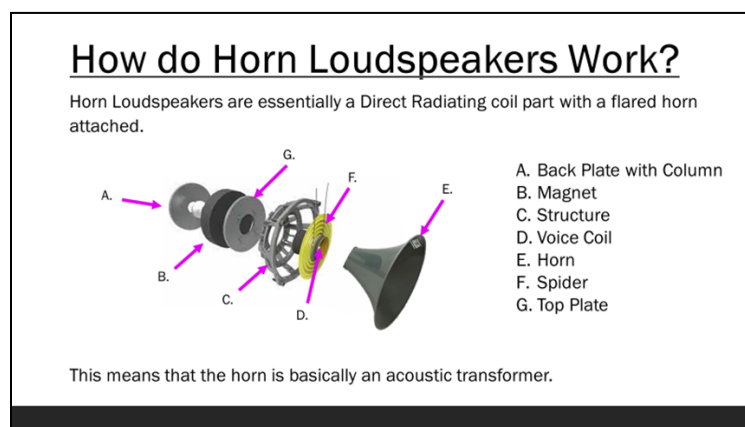 How do Horn Loudspeakers Work?
Horn Loudspeakers are essentially a Direct Radiating coil part with a flared horn
attached.
G.
F.
A.
E.
B.
C.
D.
A. Back Plate with Column
B. Magnet
C. Structure
D. Voice Coil
E. Horn
F. Spider
G. Top Plate
This means that the horn is basically an acoustic transformer.